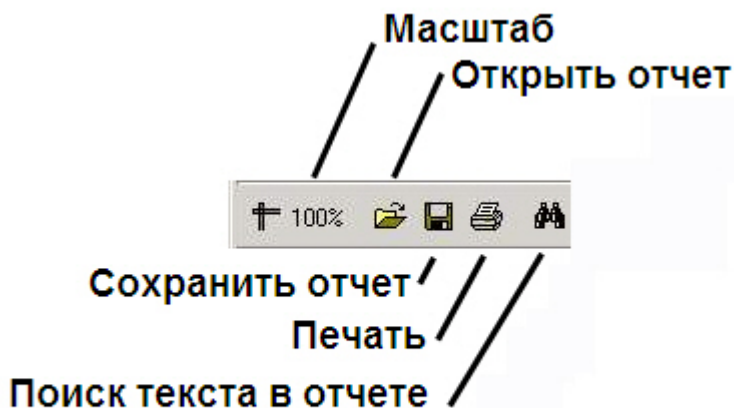 Масштаб
Открыть отчет
100%
Сохранить отчет
Печать
Поиск текста в отчете